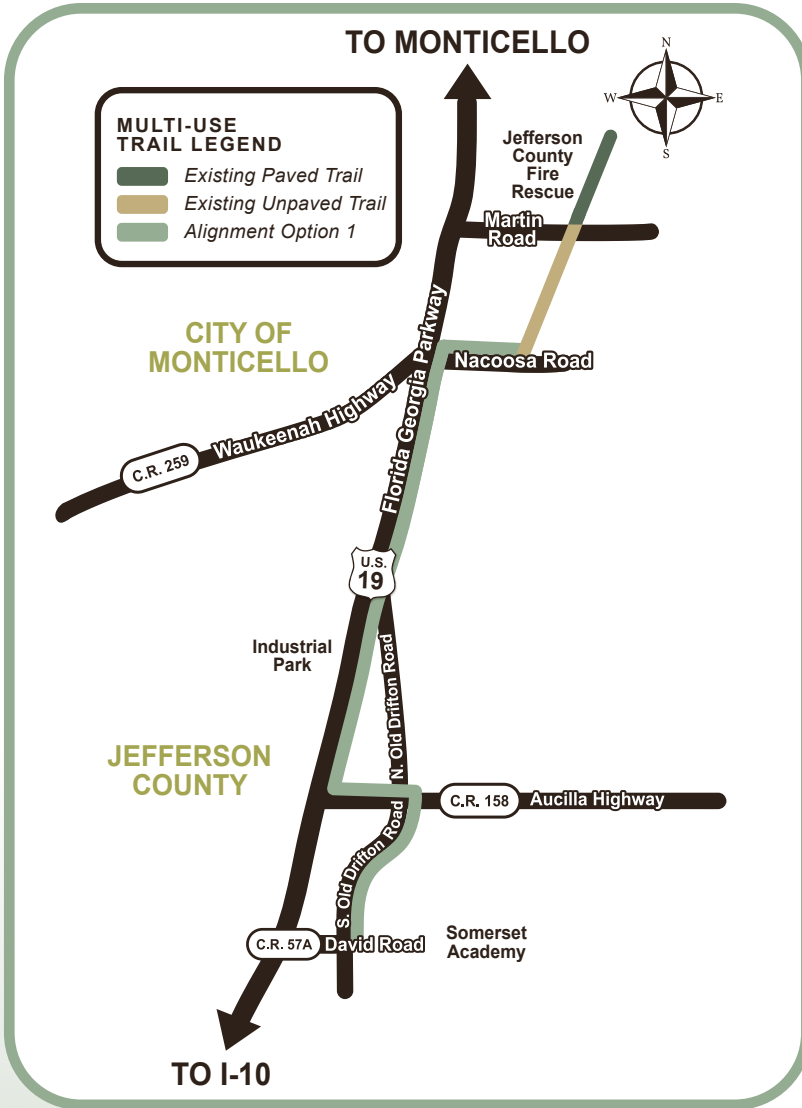 TO MONTICELLO
N
W
E
S
MULTI-USE
TRAIL LEGEND
Existing Paved Trail
Existing Unpaved Trail
Alignment Option 1
Jefferson
County
Fire
Rescue
Martin
Road
CITY OF
MONTICELLO
Nacoosa Road
Florida Georgia Parkway
Waukeenah Highway
C.R. 259
U.S.
19
Industrial
Park
N. Old Drifton Road
JEFFERSON
COUNTY
C.R. 158
Aucilla Highway
S. Old Drifton Road
C.R. 57A
David Road
Somerset
Academy
TO I-10